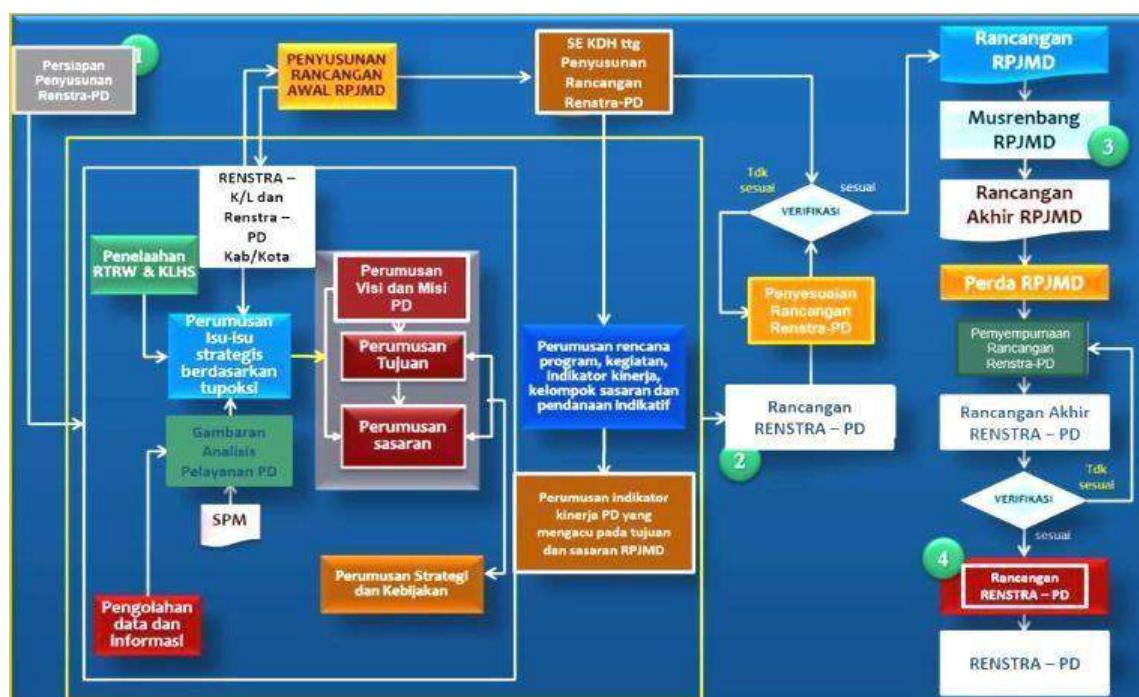 1
Persiapan
Penyusunan
Renstra-PD
PENYUSUNAN
RANCANGAN
AWAL RPJMD
SE KDH ttg
Penyusunan
Rancangan
Renstra-PD
Rancangan
RPJMD
Musrenbang
RPJMD
3
Rancangan
Akhir RPJMD
Perda RPJMD
Pemyempurnaan
Rancangan
Renstra-PD
Rancangan Akhir
RENSTRA – PD
Tdk
sesuai
VERIFIKASI
sesuai
4
Rancangan
RENSTRA – PD
RENSTRA – PD
Tdk
sesuai
sesuai
VERIFIKASI
Penyesuaian
Rancangan
Renstra-PD
Rancangan
RENSTRA – PD
2
RENSTRA –
K/L dan
Renstra –
PD
Kab/Kota
Penelaahan
RTRW & KLHS
Perumusan
Isu-isu
strategis
berdasarkan
tupoksi
Gambaran
Analisis
Pelayanan PD
SPM
Pengolahan
data dan
informasi
Perumusan
Visi dan Misi
PD
Perumusan
Tujuan
Perumusan
sasaran
Perumusan Strategi
dan Kebijakan
Perumusan rencana
program, kegiatan,
indikator kinerja,
kelompok sasaran dan
pendanaan indikatif
Perumusan indikator
kinerja PD yang
mengacu pada tujuan
dan sasaran RPJMD